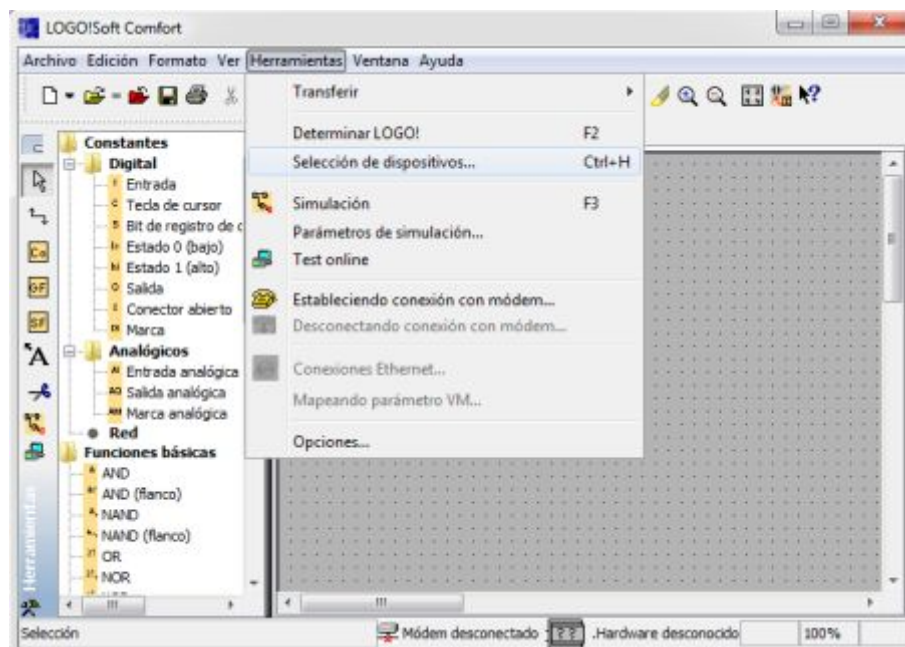 LOGO!Soft Comfort
Archivo Edición Formato Ver Herramientas Ventana Ayuda
Transferir
Determinar LOGO! F2
Selección de dispositivos... Ctrl+H
Simulación F3
Parámetros de simulación...
Test online
Estableciendo conexión con módem...
Desconectando conexión con módem...
Conexiones Ethernet...
Mapeando parámetro VM...
Opciones...
Constantes
Digital
Entrada
Tecla de cursor
Bit de registro de c
Estado 0 (bajo)
Estado 1 (alto)
Salida
Conector abierto
Marca
Analógicos
Entrada analógica
Salida analógica
Marca analógica
Red
Funciones básicas
AND
AND (flanco)
NAND
NAND (flanco)
OR
NOR
Herramientas
Selección
Módem desconectado
?? .Hardware desconocido
100%